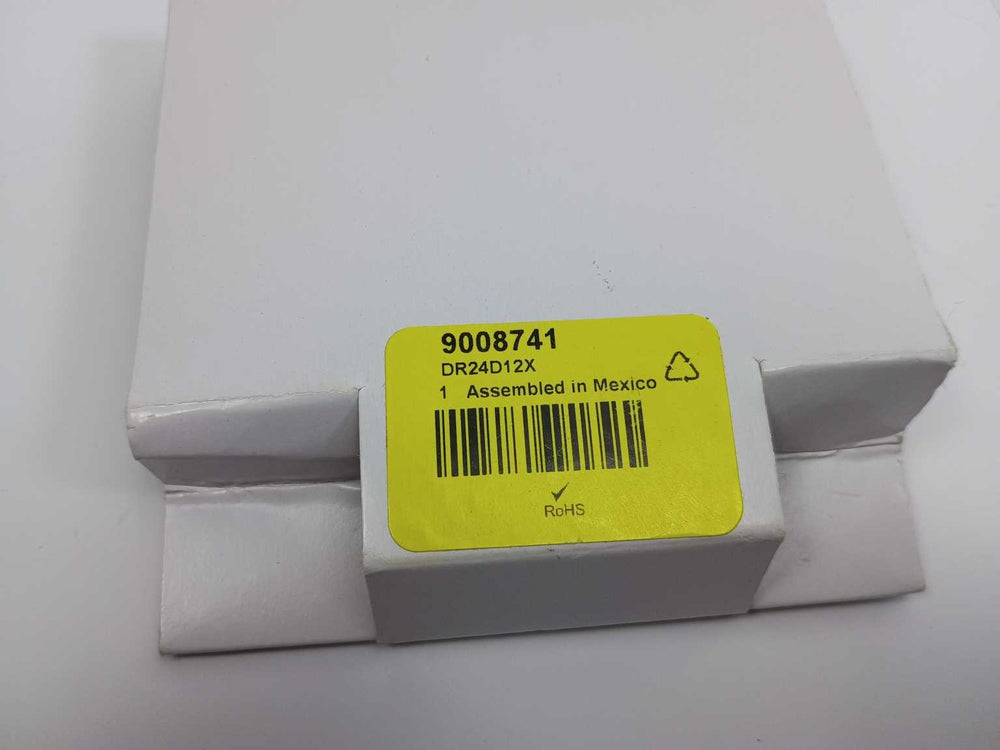 9008741
DR24D12X
1 Assembled in Mexico
RoHS